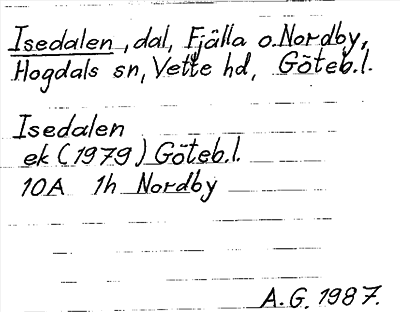 Isedalen, dal, Fjälla o. Nordby,
Hogdals sn, Vette hd, Göteb. l.
Isedalen
ek (1979) Göteb. l.
10A 1h Nordby
A. G. 1987.